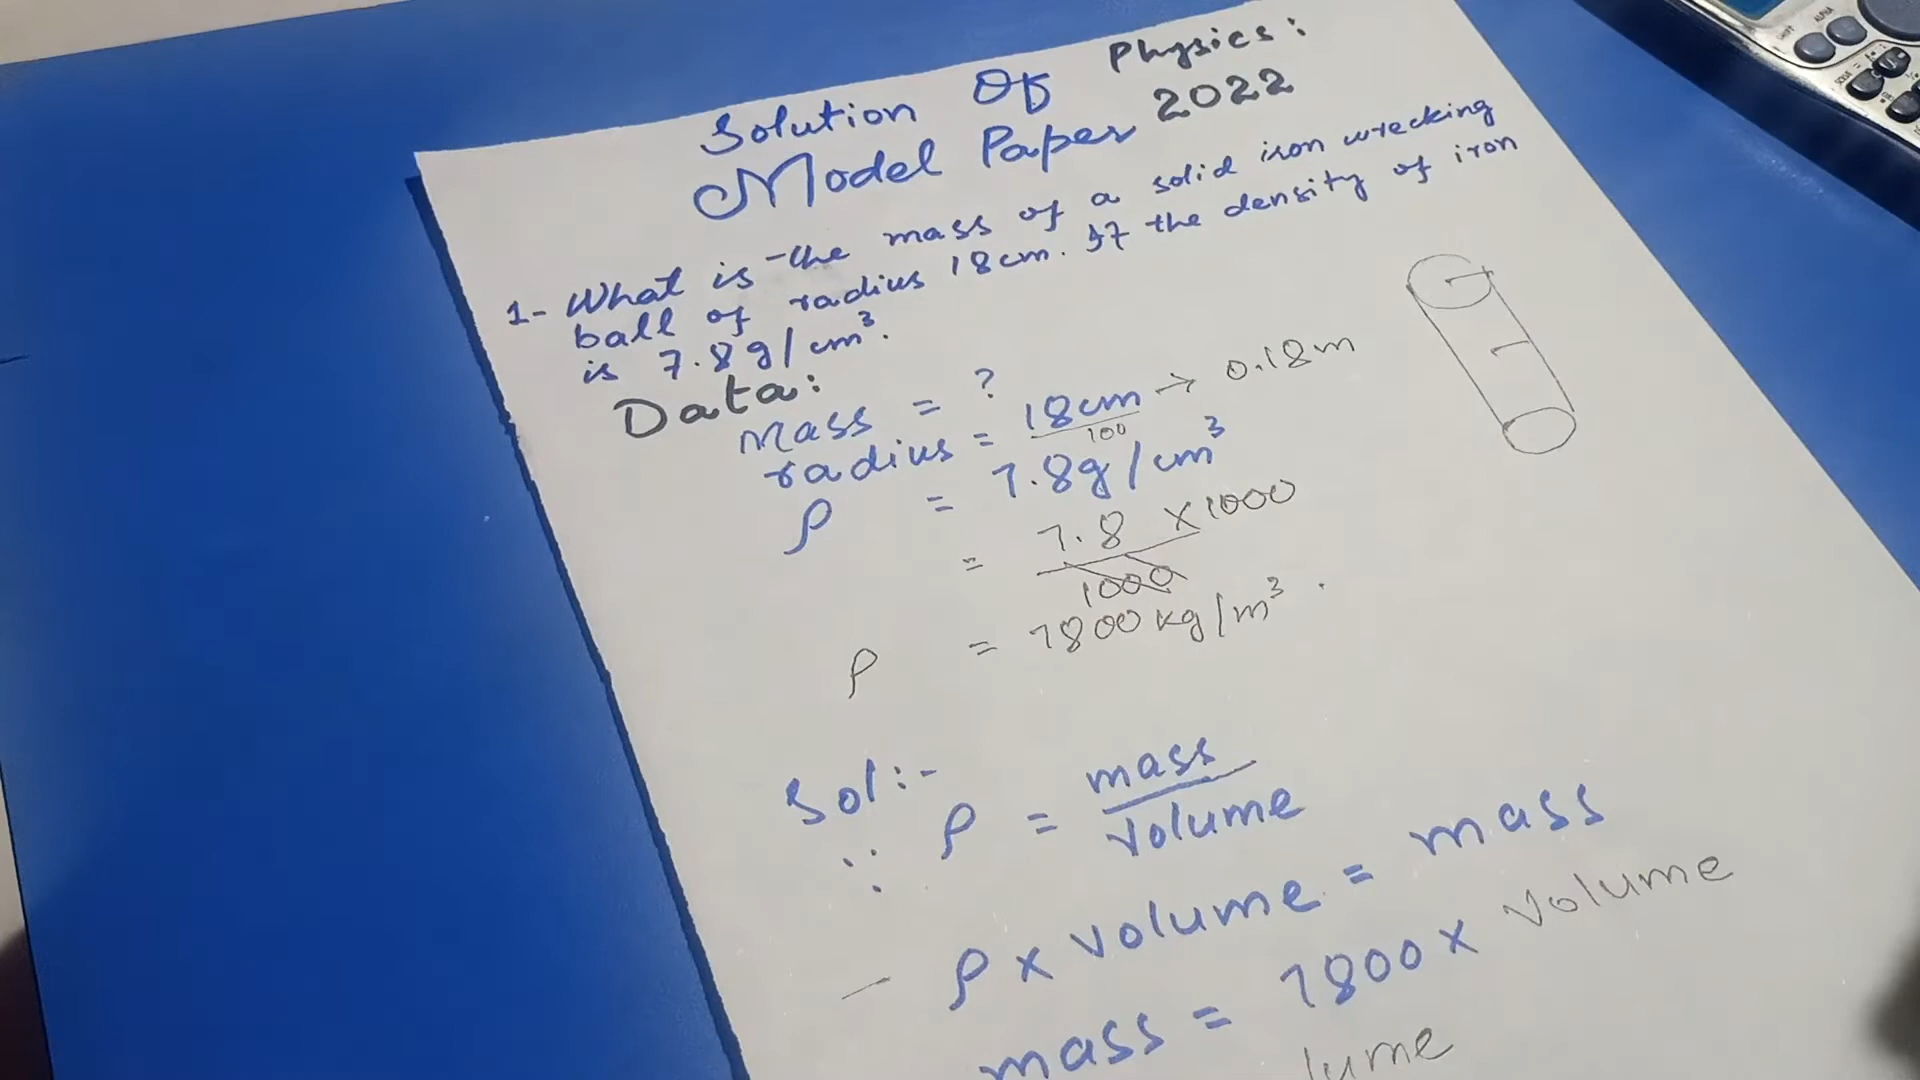 Solution Of Physics:
Model Paper 2022
1- What is the mass of a solid iron wrecking
ball of radius 18cm. If the density of iron
is 7.8g/cm³.
Data:
Mass = ?
radius = 18cm/100 → 0.18m
ρ = 7.8g/cm³
= 7.8 × 1000
1000
ρ = 7800 kg/m³.
Sol:-
∵ ρ = mass
volume
ρ × volume = mass
mass = 7800 × volume
lume